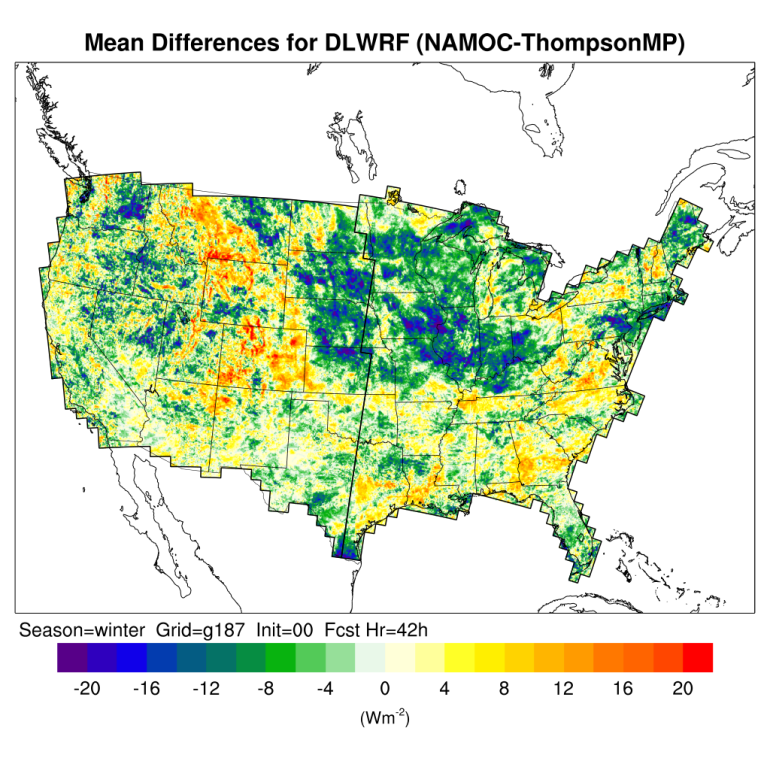 Mean Differences for DLWRF (NAMOC-ThompsonMP)
Season=winter  Grid=g187  Init=00  Fcst Hr=42h
-20 -16 -12 -8 -4 0 4 8 12 16 20
(Wm⁻²)